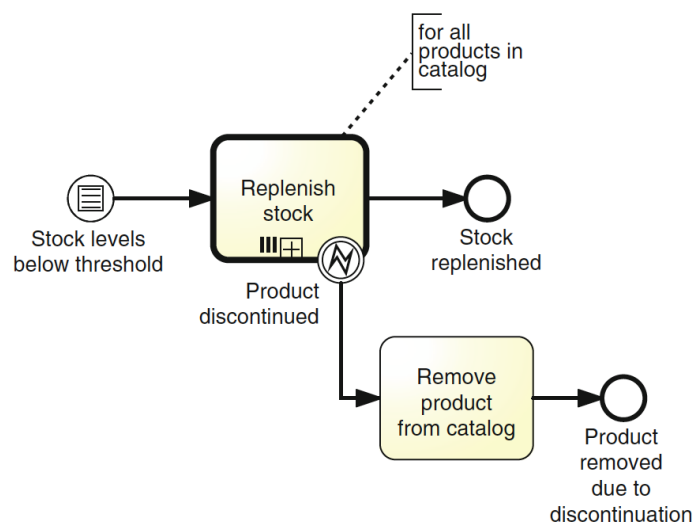 for all
products in
catalog
Replenish
stock
Stock levels
below threshold
Stock
replenished
Product
discontinued
Remove
product
from catalog
Product
removed
due to
discontinuation